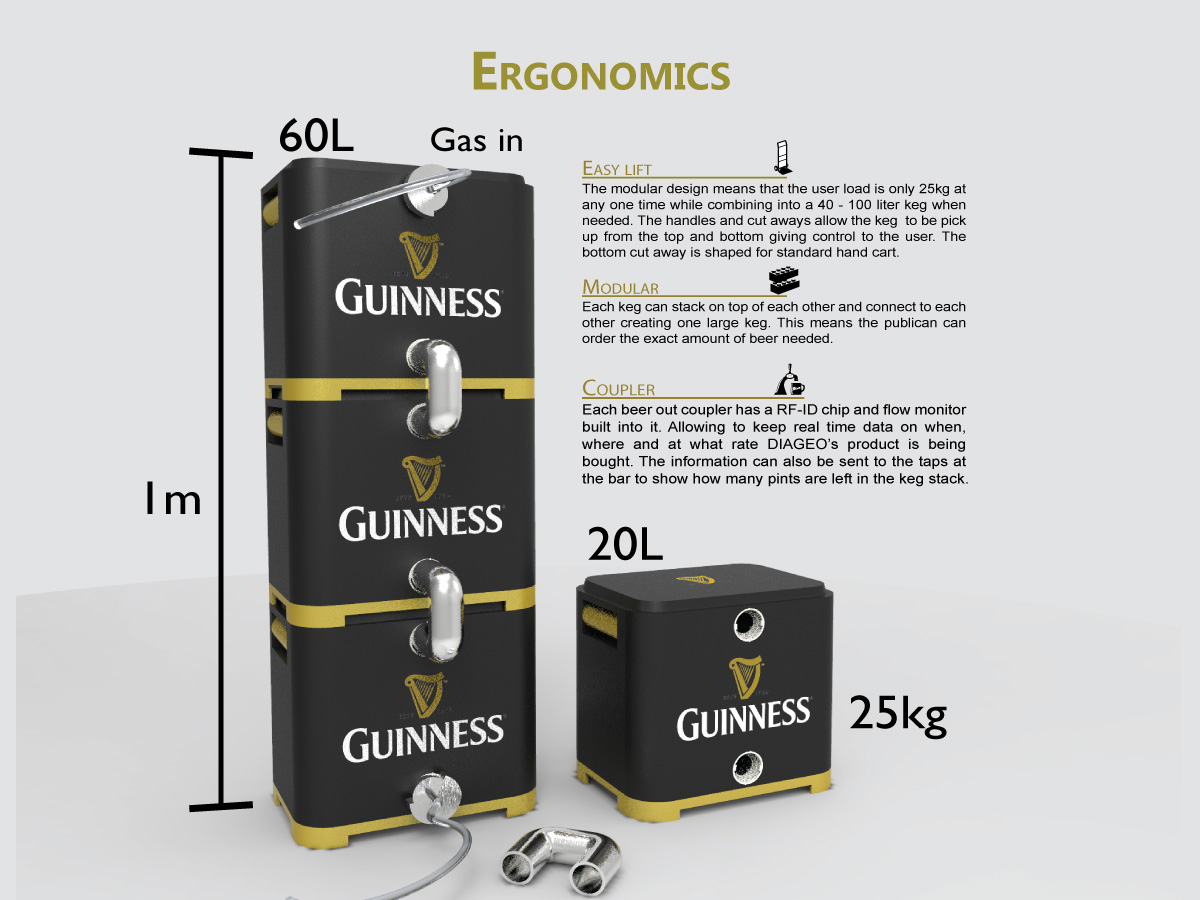 ERGONOMICS
60L
Gas in
EASY LIFT
The modular design means that the user load is only 25kg at
any one time while combining into a 40 - 100 liter keg when
needed. The handles and cut aways allow the keg to be pick
up from the top and bottom giving control to the user. The
bottom cut away is shaped for standard hand cart.
MODULAR
Each keg can stack on top of each other and connect to each
other creating one large keg. This means the publican can
order the exact amount of beer needed.
COUPLER
Each beer out coupler has a RF-ID chip and flow monitor
built into it. Allowing to keep real time data on when,
where and at what rate DIAGEO's product is being
bought. The information can also be sent to the taps at
the bar to show how many pints are left in the keg stack.
GUINNESS
1m
GUINNESS
GUINNESS
20L
GUINNESS
25kg